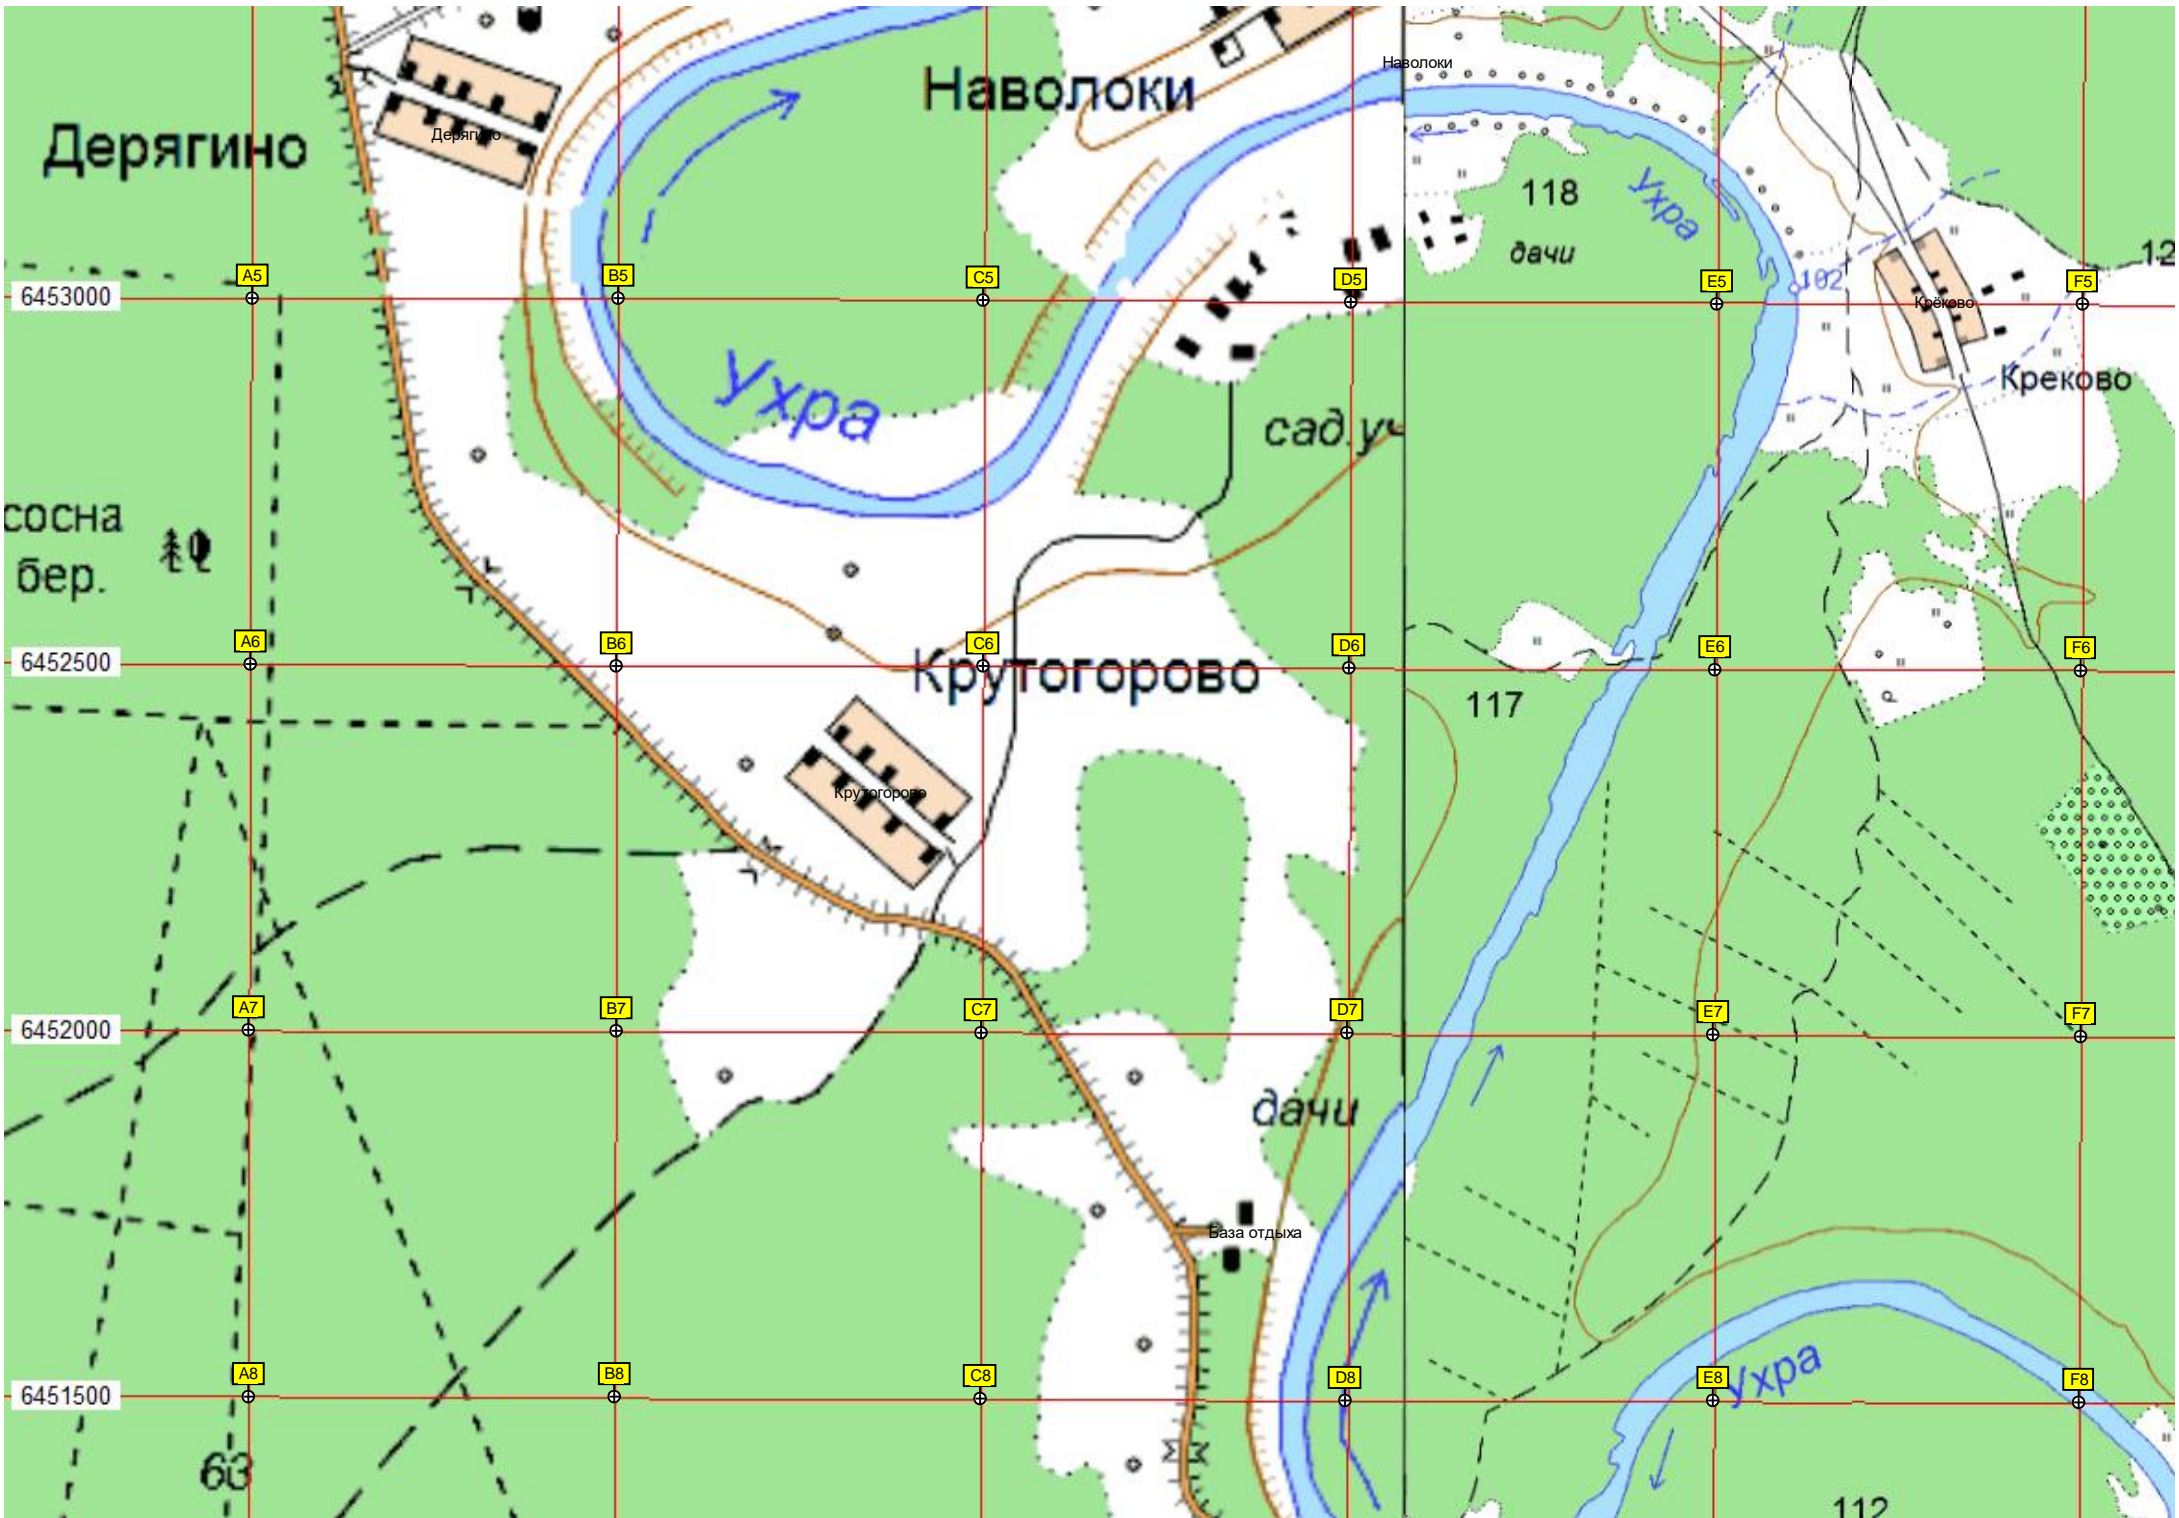 Наволоки
Наволоки
Дерягино
Дерягино
118
Ухра
дачи
12
A5
B5
C5
D5
E5
F5
6453000
102
Крёково
Креково
Ухра
сад.уч
сосна
бер.
A6
B6
C6
D6
E6
F6
6452500
Крутогорово
117
Крутогорово
A7
B7
C7
D7
E7
F7
6452000
дачи
База отдыха
A8
B8
C8
D8
E8
F8
6451500
Ухра
63
112